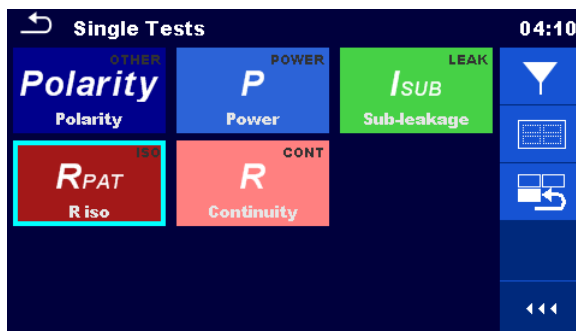 Single Tests
04:10
OTHER
Polarity
Polarity
POWER
P
Power
LEAK
ISUB
Sub-leakage
ISO
RPAT
R iso
CONT
R
Continuity